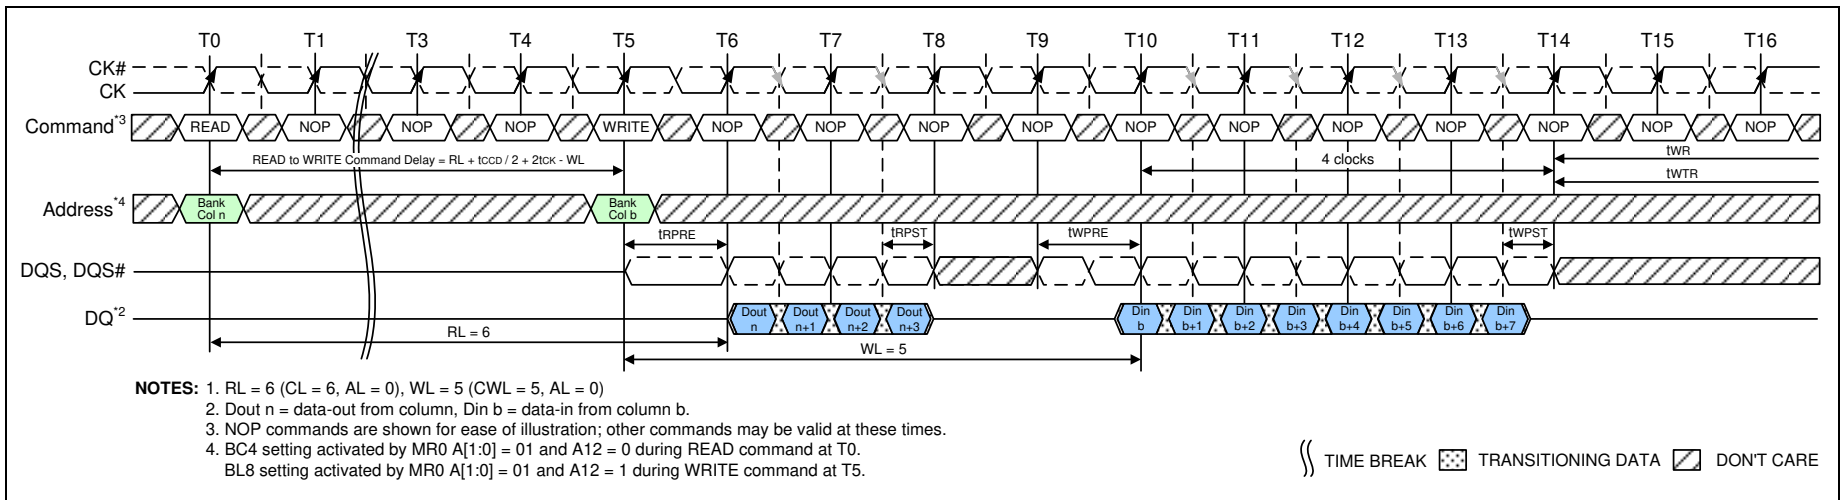 T0 T1 T3 T4 T5 T6 T7 T8 T9 T10 T11 T12 T13 T14 T15 T16
CK#
CK
Command*3 READ NOP NOP NOP WRITE NOP NOP NOP NOP NOP NOP NOP NOP NOP NOP NOP
READ to WRITE Command Delay = RL + tCCD / 2 + 2tCK - WL
4 clocks
tWR
tWTR
Address*4
Bank
Col n
Bank
Col b
tRPRE tRPST tWPRE tWPST
DQS, DQS#
DQ*2
Dout
n
Dout
n+1
Dout
n+2
Dout
n+3
Din
b
Din
b+1
Din
b+2
Din
b+3
Din
b+4
Din
b+5
Din
b+6
Din
b+7
RL = 6
WL = 5
NOTES: 1. RL = 6 (CL = 6, AL = 0), WL = 5 (CWL = 5, AL = 0)
2. Dout n = data-out from column, Din b = data-in from column b.
3. NOP commands are shown for ease of illustration; other commands may be valid at these times.
4. BC4 setting activated by MR0 A[1:0] = 01 and A12 = 0 during READ command at T0.
BL8 setting activated by MR0 A[1:0] = 01 and A12 = 1 during WRITE command at T5.
TIME BREAK TRANSITIONING DATA DON'T CARE